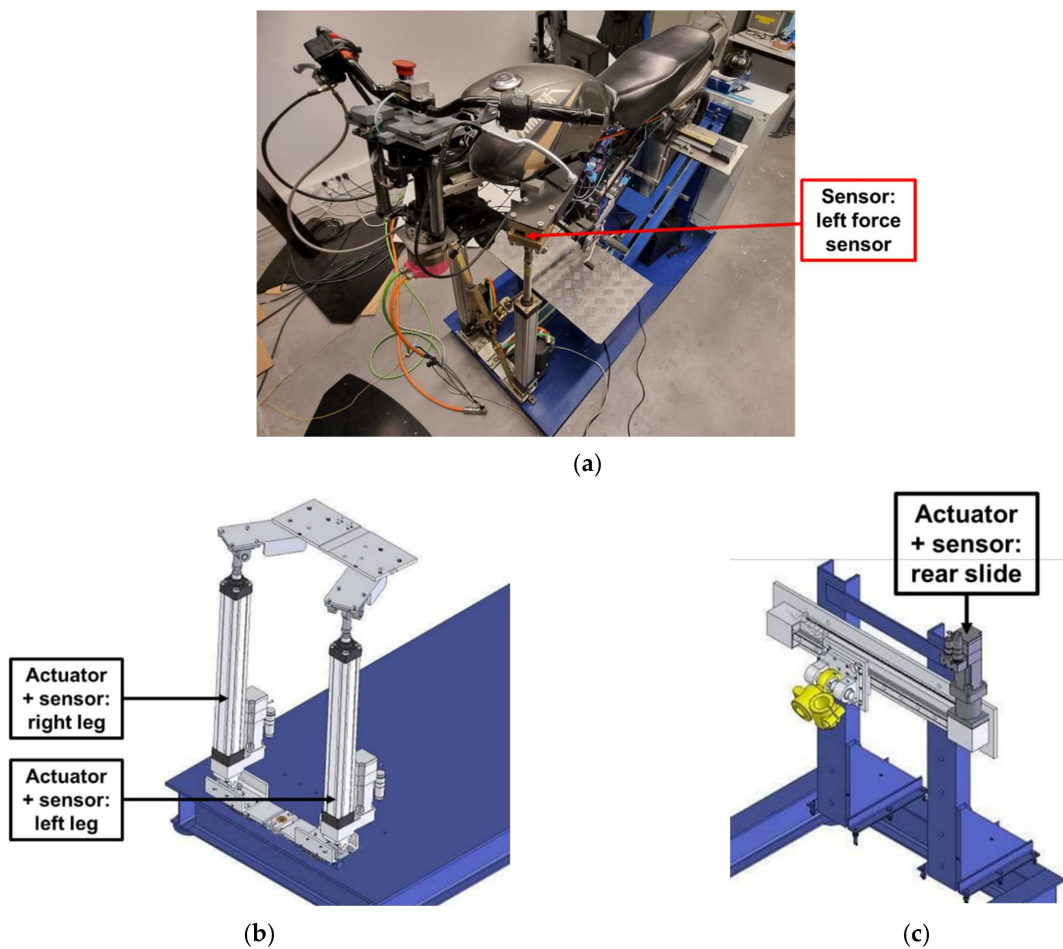 Sensor:
left force
sensor
(a)
Actuator
+ sensor:
rear slide
Actuator
+ sensor:
right leg
Actuator
+ sensor:
left leg
(b)
(c)